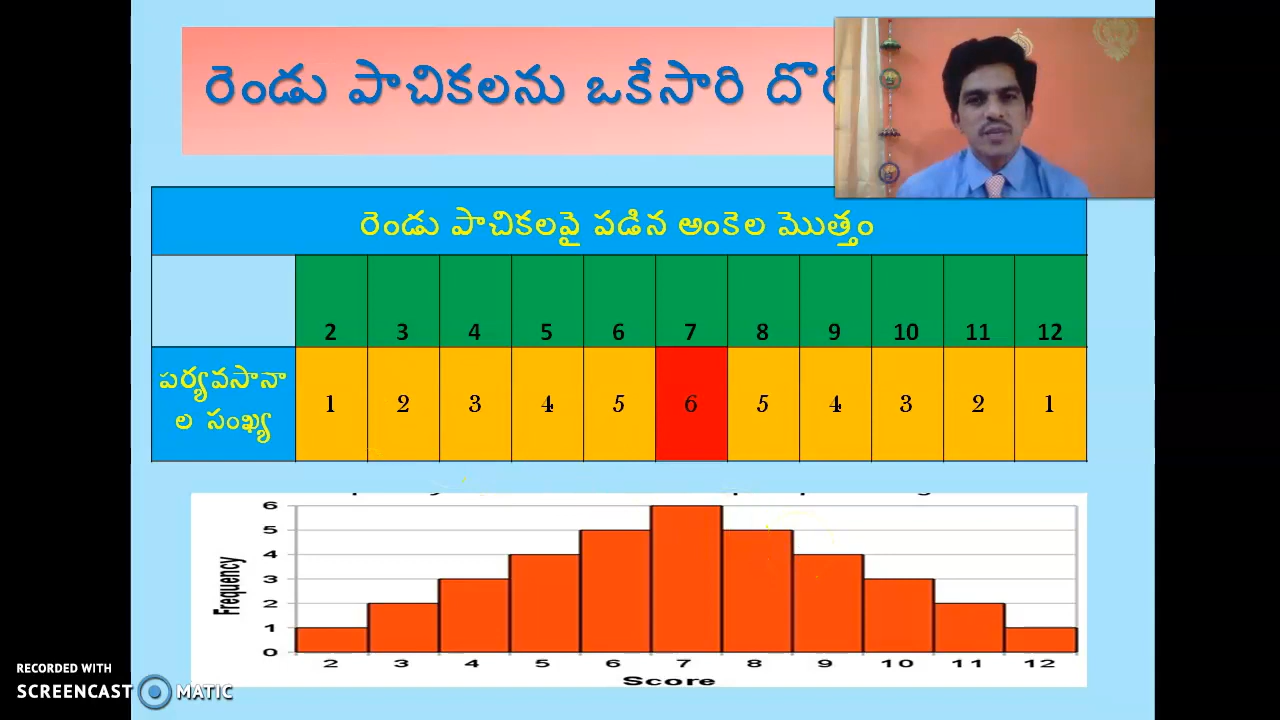 రెండు పాచికలను ఒకేసారి
రెండు పాచికలపై పడిన అంకెల మొత్తం
2 3 4 5 6 7 8 9 10 11 12
పర్యవసానా
ల సంఖ్య
1 2 3 4 5 6 5 4 3 2 1
6
5
4
3
2
1
0
Frequency
2 3 4 5 6 7 8 9 10 11 12
Score
RECORDED WITH
SCREENCAST MATIC